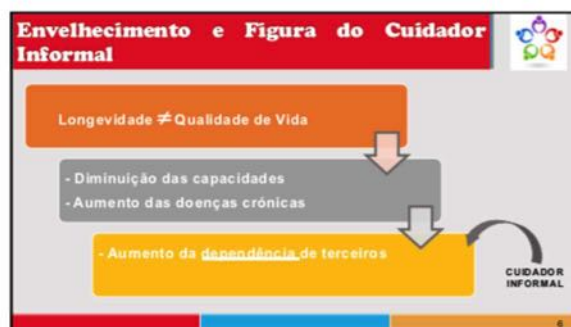 Envelhecimento e Figura do Cuidador
Informal
Longevidade ≠ Qualidade de Vida
- Diminuição das capacidades
- Aumento das doenças crónicas
- Aumento da dependência de terceiros
CUIDADOR
INFORMAL
6